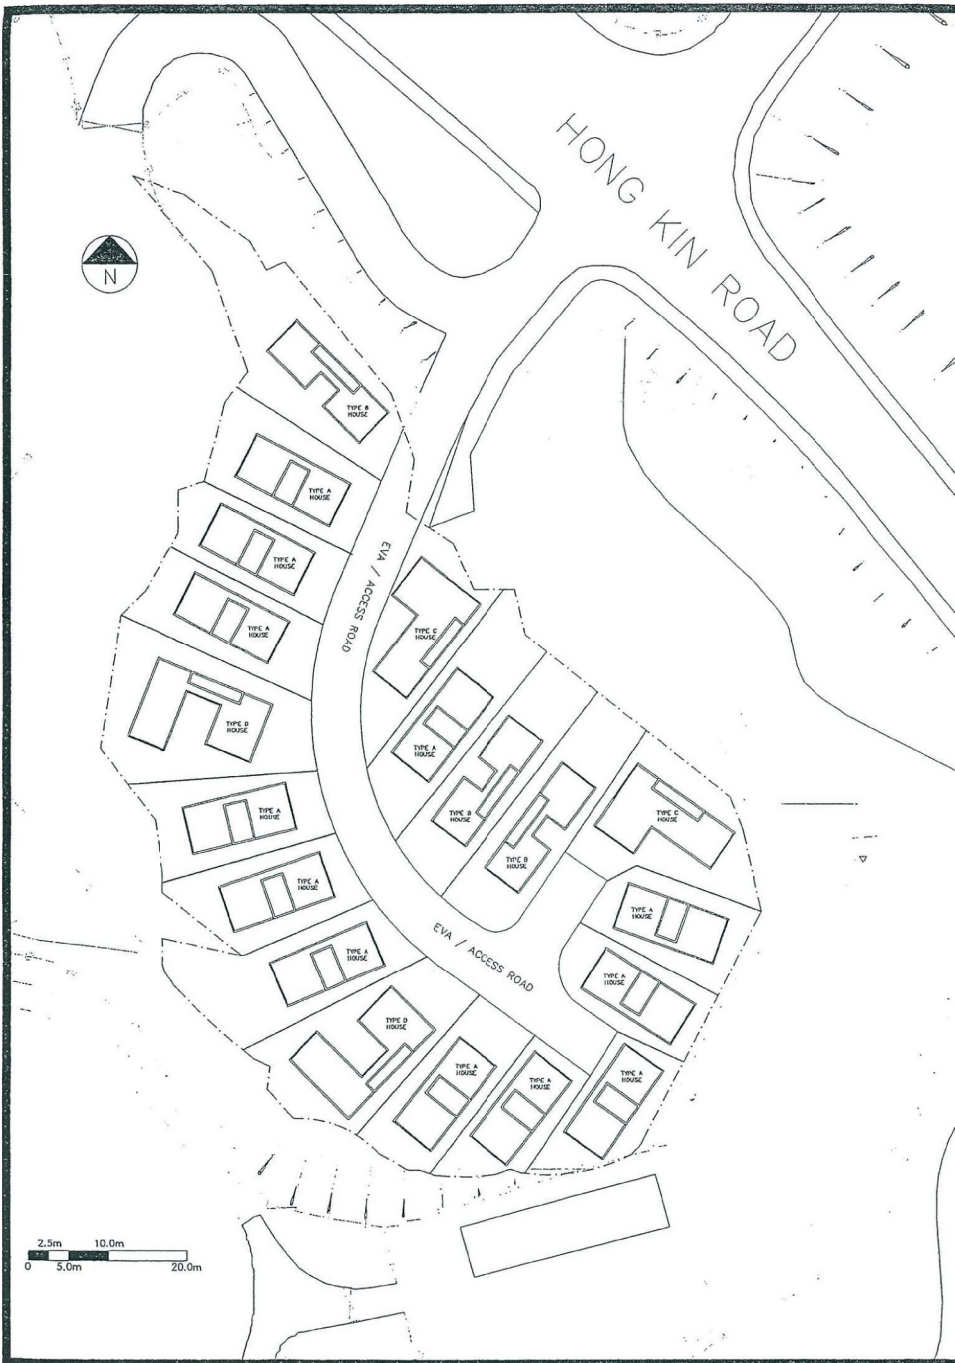 HONG KIN ROAD
N
TYPE B
HOUSE
TYPE A
HOUSE
TYPE A
HOUSE
TYPE A
HOUSE
EVA / ACCESS ROAD
TYPE C
HOUSE
TYPE D
HOUSE
TYPE A
HOUSE
TYPE B
HOUSE
TYPE B
HOUSE
TYPE C
HOUSE
TYPE A
HOUSE
TYPE A
HOUSE
TYPE A
HOUSE
EVA / ACCESS ROAD
TYPE A
HOUSE
TYPE A
HOUSE
TYPE D
HOUSE
TYPE A
HOUSE
TYPE A
HOUSE
TYPE A
HOUSE
2.5m 10.0m
0 5.0m 20.0m